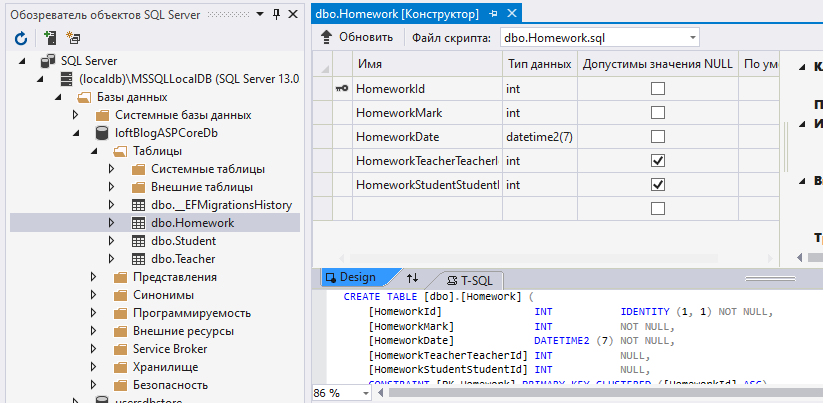 Обозреватель объектов SQL Server
SQL Server
(localdb)\MSSQLLocalDB (SQL Server 13.0
Базы данных
Системные базы данных
loftBlogASPCoreDb
Таблицы
Системные таблицы
Внешние таблицы
dbo.__EFMigrationsHistory
dbo.Homework
dbo.Student
dbo.Teacher
Представления
Синонимы
Программируемость
Внешние ресурсы
Service Broker
Хранилище
Безопасность
usersdbstore
dbo.Homework [Конструктор]
Обновить Файл скрипта: dbo.Homework.sql
Имя Тип данных Допустимы значения NULL По ум
HomeworkId int
HomeworkMark int
HomeworkDate datetime2(7)
HomeworkTeacherTeacherI int
HomeworkStudentStudentI int
Design T-SQL
CREATE TABLE [dbo].[Homework] (
[HomeworkId] INT IDENTITY (1, 1) NOT NULL,
[HomeworkMark] INT NOT NULL,
[HomeworkDate] DATETIME2 (7) NOT NULL,
[HomeworkTeacherTeacherId] INT NULL,
[HomeworkStudentStudentId] INT NULL,
CONSTRAINT [PK_Homework] PRIMARY KEY CLUSTERED ([HomeworkId] ASC)
86 %